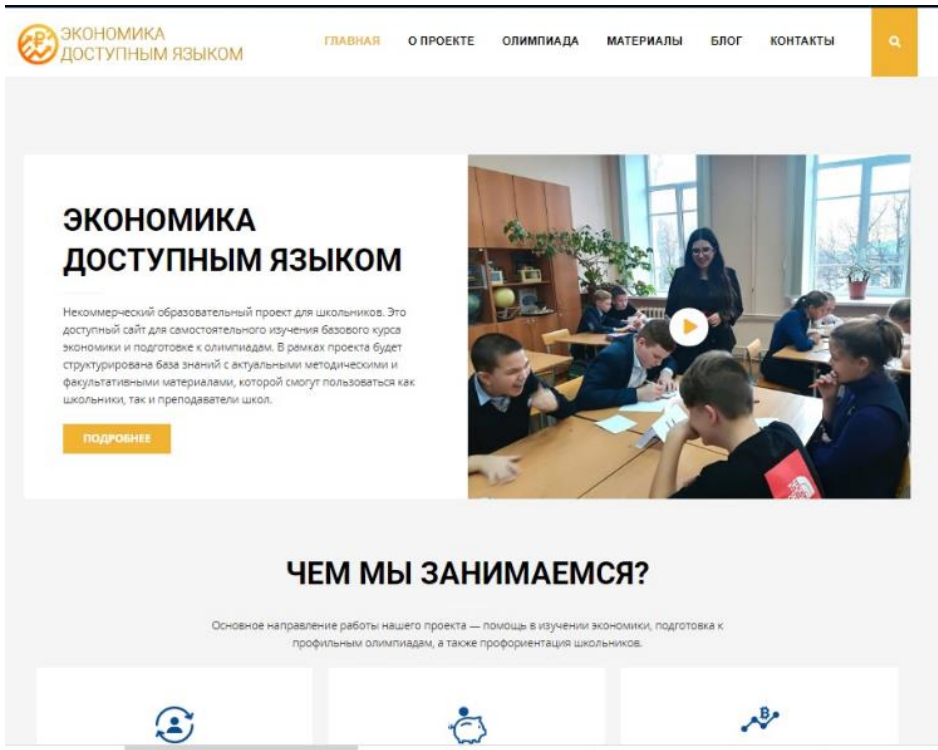 ЭКОНОМИКА
ДОСТУПНЫМ ЯЗЫКОМ
ГЛАВНАЯ О ПРОЕКТЕ ОЛИМПИАДА МАТЕРИАЛЫ БЛОГ КОНТАКТЫ
ЭКОНОМИКА
ДОСТУПНЫМ ЯЗЫКОМ
Некоммерческий образовательный проект для школьников. Это
доступный сайт для самостоятельного изучения базового курса
экономики и подготовке к олимпиадам. В рамках проекта будет
структурирована база знаний с актуальными методическими и
факультативными материалами, которой смогут пользоваться как
школьники, так и преподаватели школ.
ПОДРОБНЕЕ
ЧЕМ МЫ ЗАНИМАЕМСЯ?
Основное направление работы нашего проекта — помощь в изучении экономики, подготовка к
профильным олимпиадам, а также профориентация школьников.